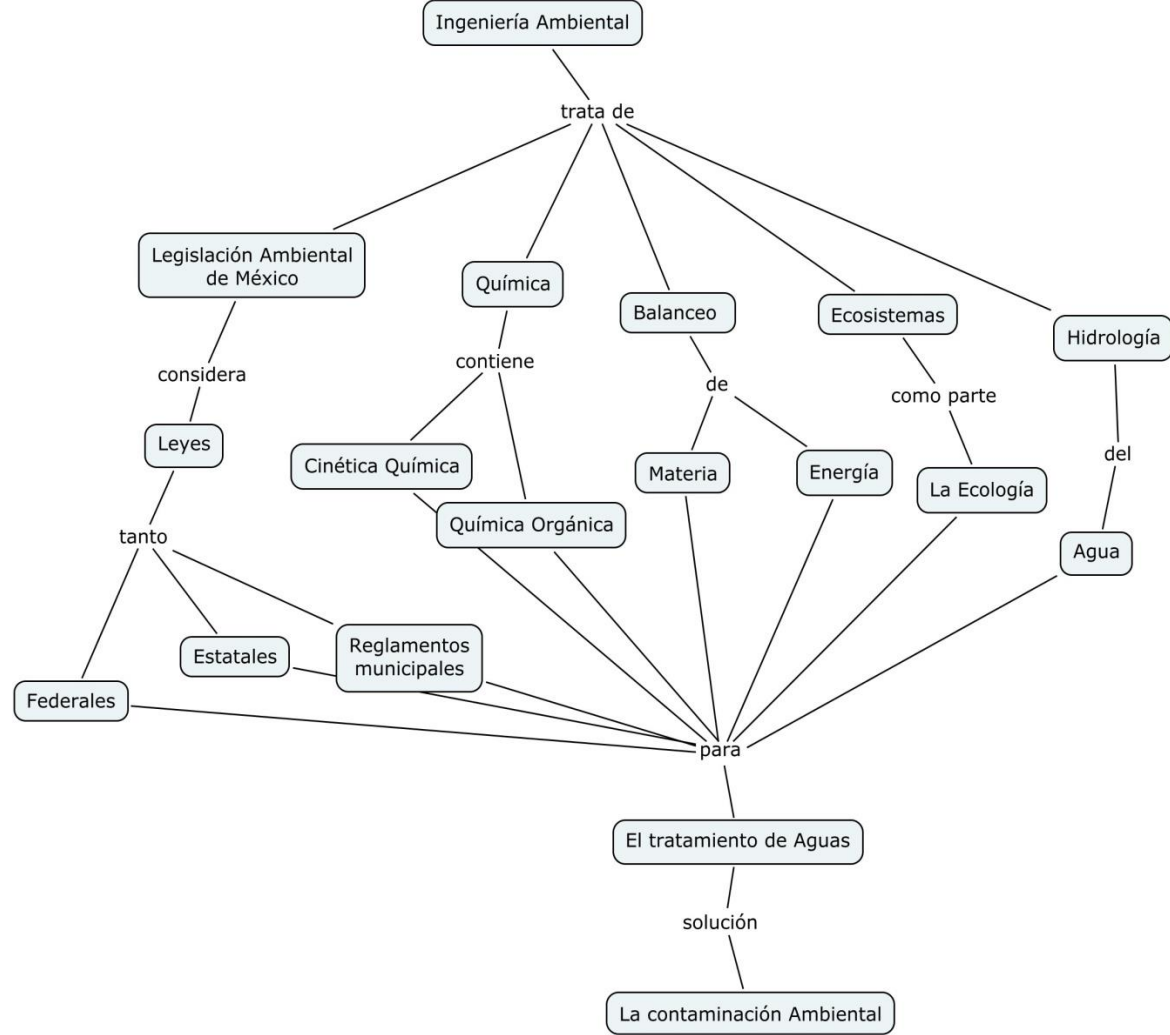 Ingeniería Ambiental
trata de
Legislación Ambiental
de México
Química
Balanceo
Ecosistemas
Hidrología
considera
contiene
de
como parte
del
Leyes
Cinética Química
Química Orgánica
Materia
Energía
La Ecología
Agua
tanto
Federales
Estatales
Reglamentos
municipales
para
El tratamiento de Aguas
solución
La contaminación Ambiental